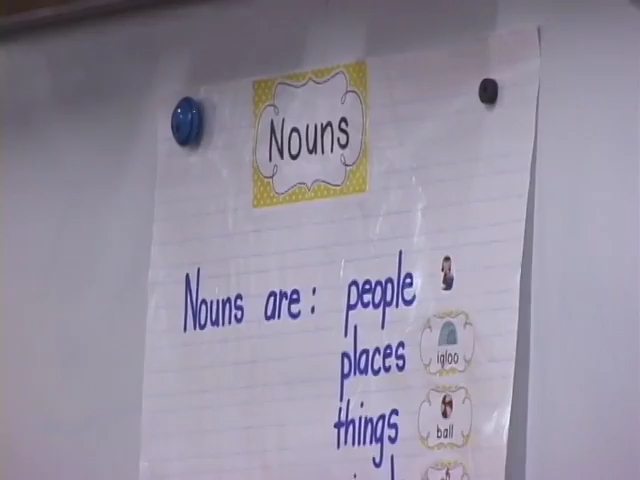 Nouns
Nouns are: people
places
igloo
things
ball